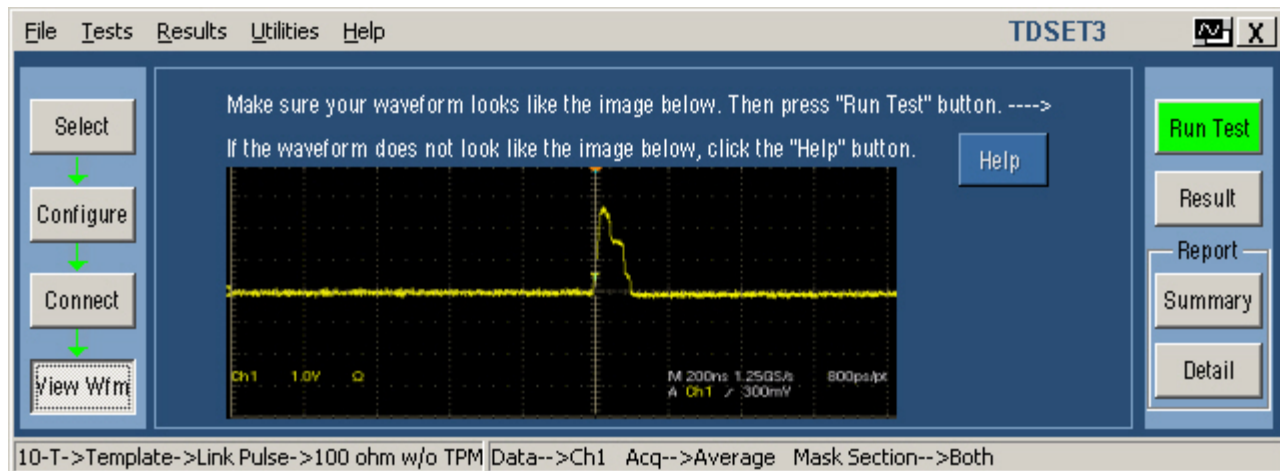 File Tests Results Utilities Help TDSET3 X
Make sure your waveform looks like the image below. Then press "Run Test" button. ---->
If the waveform does not look like the image below, click the "Help" button.
Help
Select
Configure
Connect
View Wfm
Ch1 1.0V Ω
M 200ns 1.25GS/s 800ps/pt
A Ch1 / 300mV
Run Test
Result
Report
Summary
Detail
10-T->Template->Link Pulse->100 ohm w/o TPM Data-->Ch1 Acq-->Average Mask Section-->Both